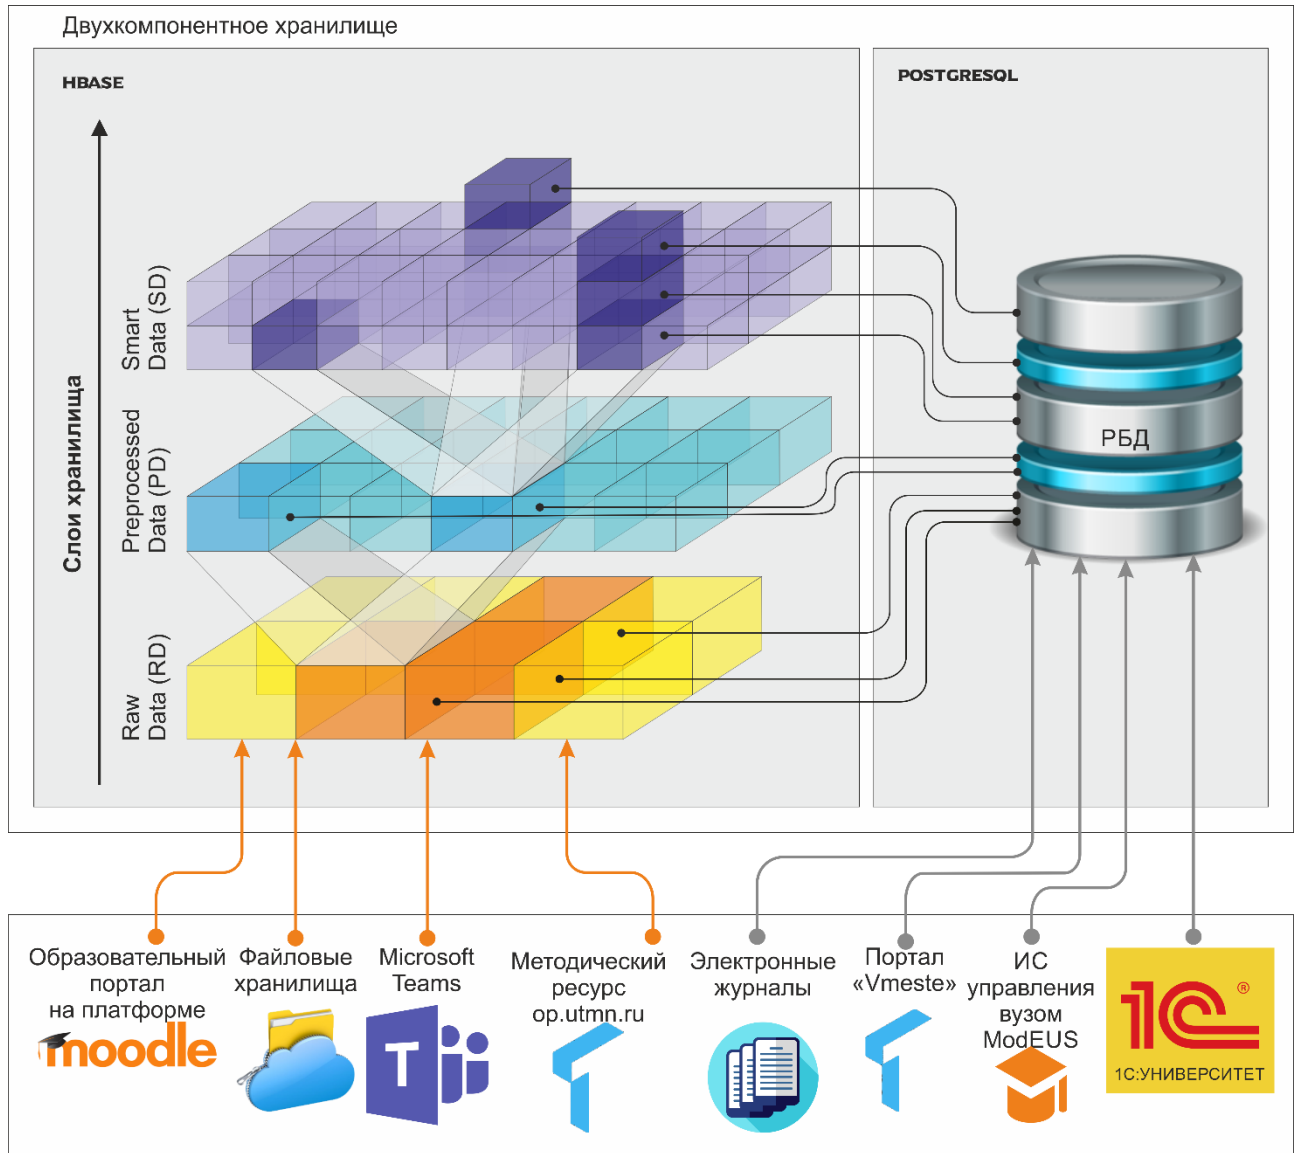 Двухкомпонентное хранилище
HBASE
POSTGRESQL
Слои хранилища
Smart
Data (SD)
Preprocessed
Data (PD)
Raw
Data (RD)
РБД
Образовательный
портал
на платформе
moodle
Файловые
хранилища
Microsoft
Teams
T
Методический
ресурс
op.utmn.ru
Электронные
журналы
Портал
«Vmeste»
ИС
управления
вузом
ModEUS
1С®
1С:УНИВЕРСИТЕТ